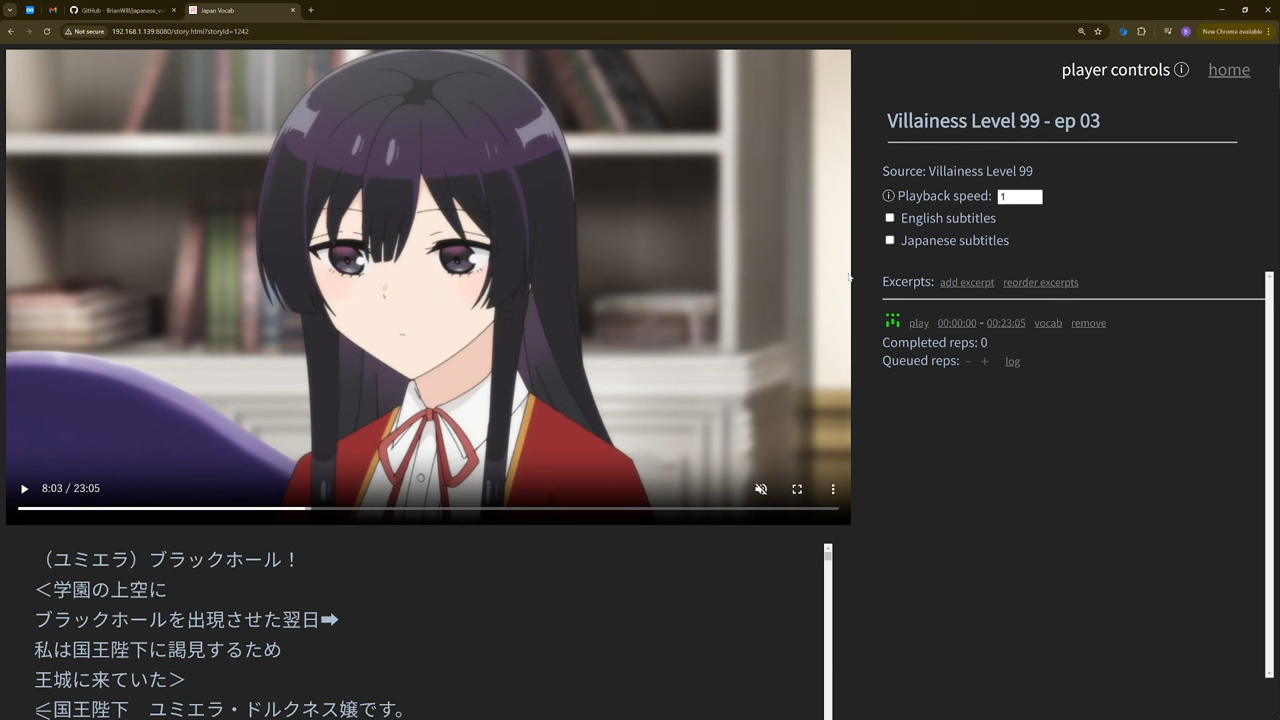 GitHub - BrianWill/japanese_vo
Japan Vocab
Not secure
192.168.1.139:8080/story.html?storyId=1242
B
New Chrome available
player controls ⓘ
home
Villainess Level 99 - ep 03
Source: Villainess Level 99
ⓘ Playback speed: 1
English subtitles
Japanese subtitles
Excerpts: add excerpt reorder excerpts
play 00:00:00 - 00:23:05 vocab remove
Completed reps: 0
Queued reps: - + log
8:03 / 23:05
（ユミエラ）ブラックホール！
＜学園の上空に
ブラックホールを出現させた翌日➡
私は国王陛下に謁見するため
王城に来ていた＞
≪国王陛下　ユミエラ・ドルクネス嬢です。